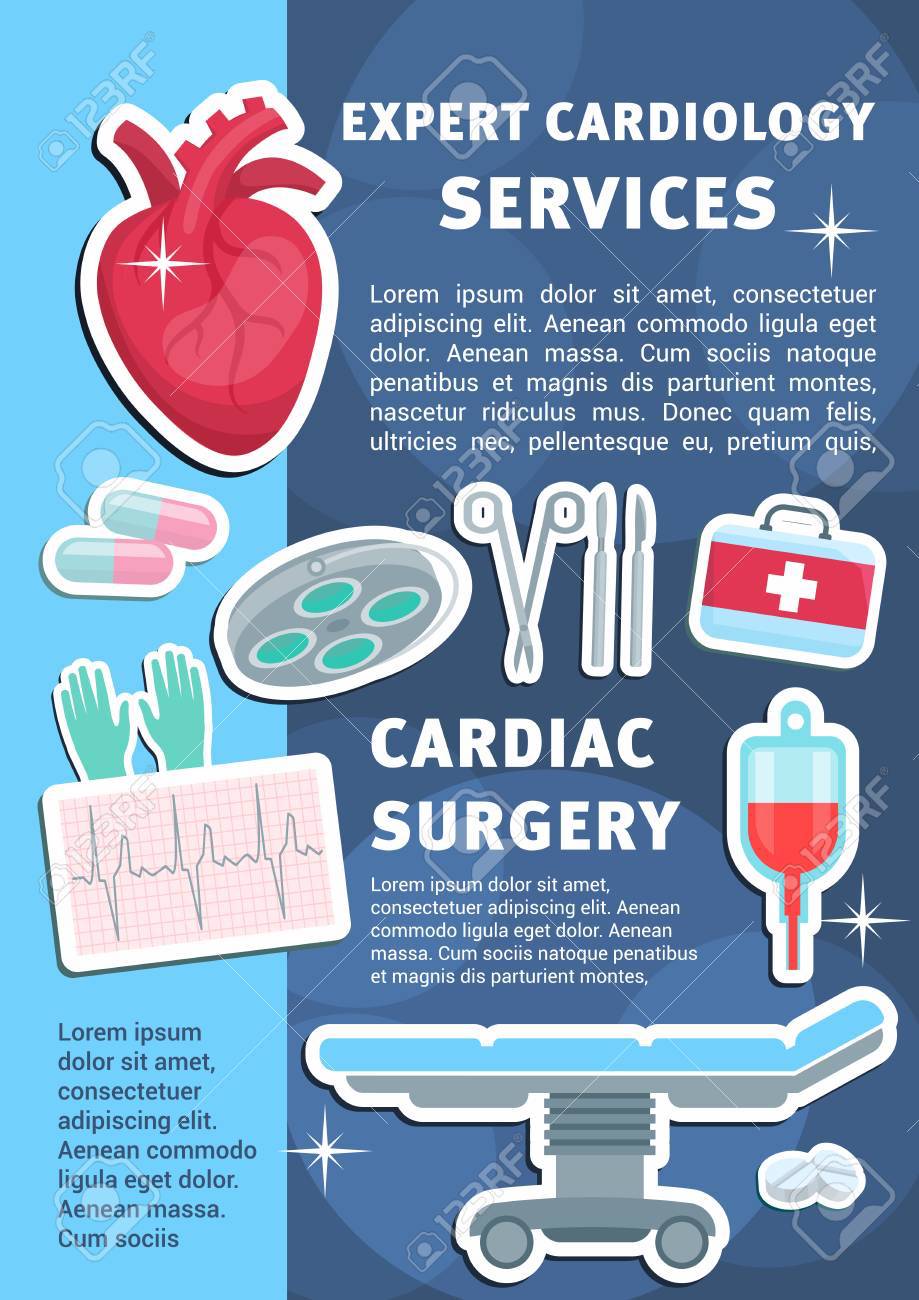 EXPERT CARDIOLOGY
SERVICES
Lorem ipsum dolor sit amet, consectetuer
adipiscing elit. Aenean commodo ligula eget
dolor. Aenean massa. Cum sociis natoque
penatibus et magnis dis parturient montes,
nascetur ridiculus mus. Donec quam felis,
ultricies nec, pellentesque eu, pretium quis,
CARDIAC
SURGERY
Lorem ipsum dolor sit amet,
consectetuer adipiscing elit. Aenean
commodo ligula eget dolor. Aenean
massa. Cum sociis natoque penatibus
et magnis dis parturient montes,
Lorem ipsum
dolor sit amet,
consectetuer
adipiscing elit.
Aenean commodo
ligula eget dolor.
Aenean massa.
Cum sociis
123RF